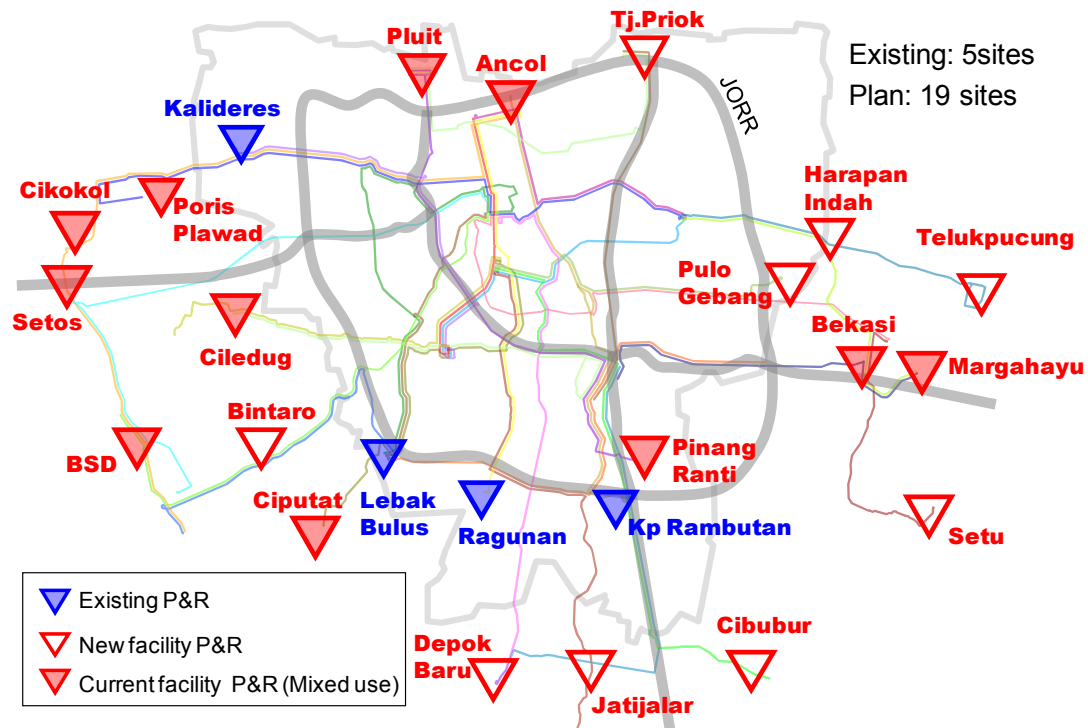 Tj.Priok
Pluit
Ancol
Existing: 5sites
Plan: 19 sites
JORR
Kalideres
Cikokol
Poris
Plawad
Harapan
Indah
Telukpucung
Pulo
Gebang
Setos
Ciledug
Bekasi
Margahayu
Bintaro
BSD
Pinang
Ranti
Ciputat
Lebak
Bulus
Ragunan
Kp Rambutan
Setu
Existing P&R
New facility P&R
Current facility P&R (Mixed use)
Depok
Baru
Jatijalar
Cibubur